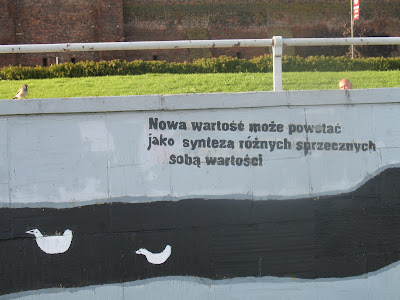 Nowa wartość może powstać
jako synteza różnych sprzecznych
sobą wartości